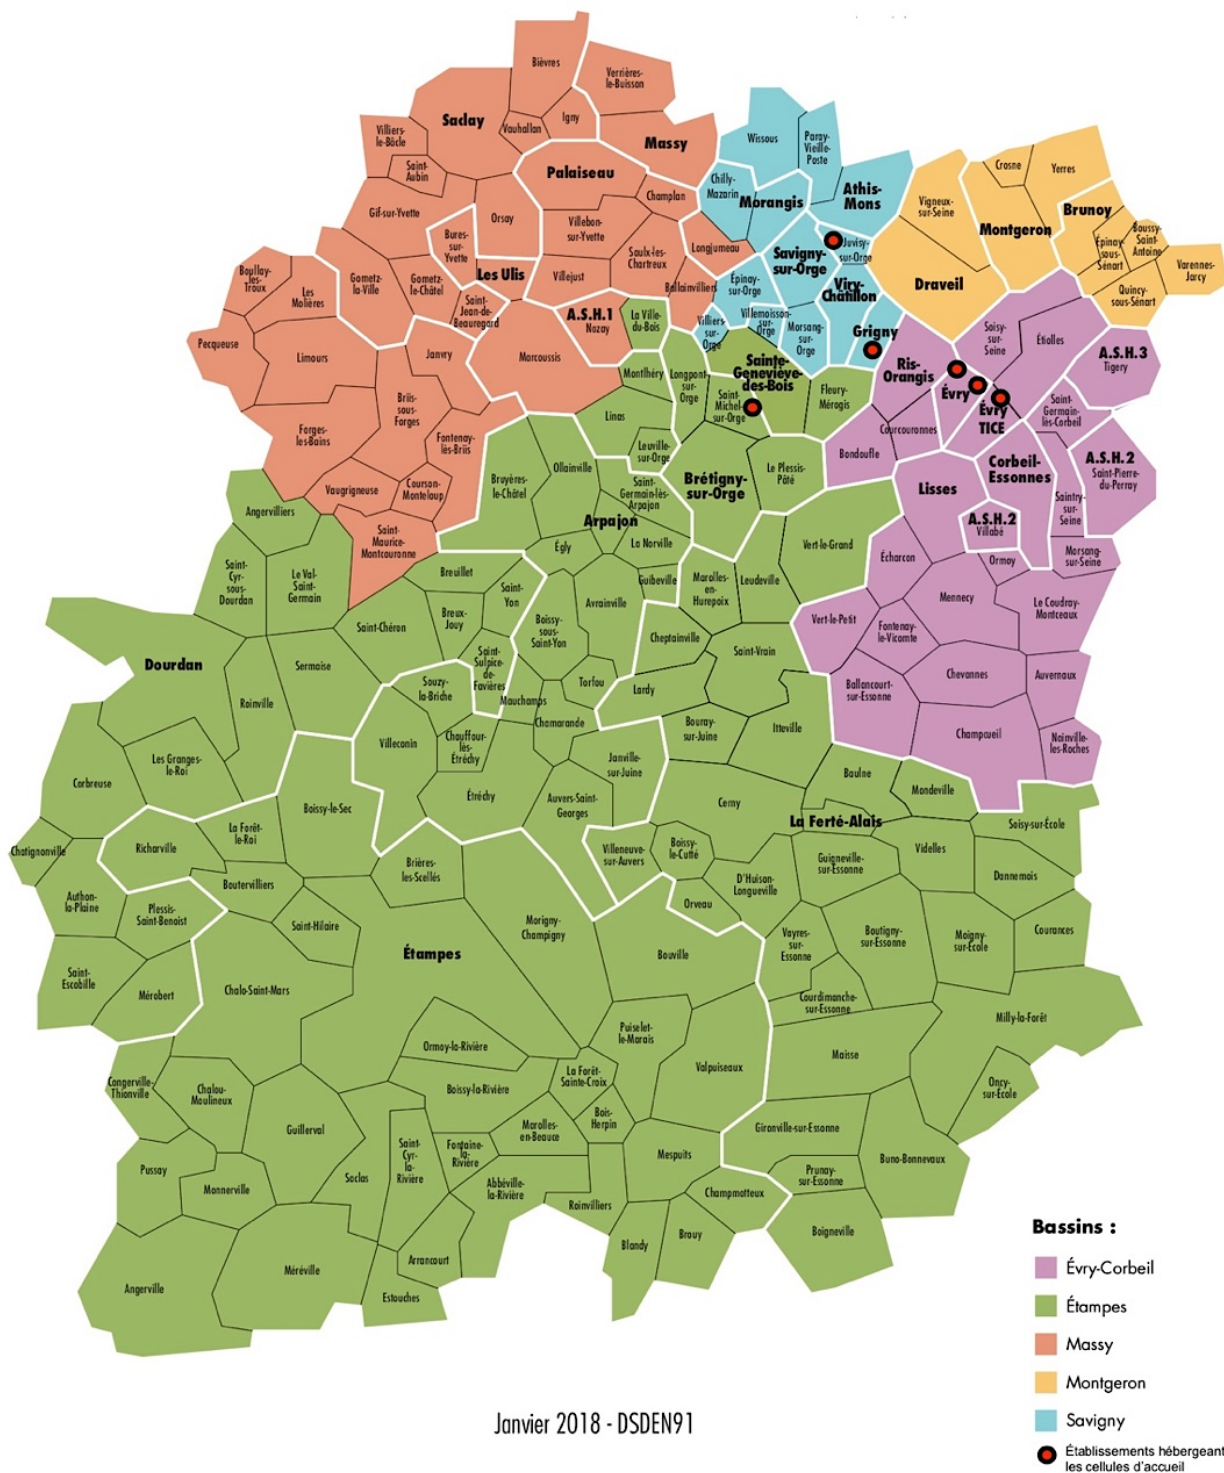 Bièvres
Verrières-
le-Buisson
Saclay
Vauhallan
Igny
Villiers-
le-Bâcle
Massy
Wissous
Paray-
Vieille-
Poste
Saint-
Aubin
Palaiseau
Crosne
Yerres
Champlan
Chilly-
Mazarin
Morangis
Athis-
Mons
Vigneux-
sur-Seine
Gif-sur-Yvette
Orsay
Villebon-
sur-Yvette
Montgeron
Brunoy
Bures-
sur-
Yvette
Saulx-les-
Chartreux
Longjumeau
Savigny-
sur-Orge
Juvisy-
sur-Orge
Épinay-
sous-
Sénart
Boussy-
Saint-
Antoine
Varennes-
Jarcy
Boullay-
les-
Troux
Les
Molières
Gometz-
la-Ville
Gometz-
le-Châtel
Les Ulis
Villejust
Ballainvilliers
Épinay-
sur-Orge
Viry-
Châtillon
Draveil
Quincy-
sous-Sénart
Saint-
Jean-de-
Beauregard
A.S.H.1
Nozay
La Ville-
du-Bois
Villiers-
sur-
Orge
Villemoisson-
sur-
Orge
Morsang-
sur-
Orge
Grigny
Soisy-
sur-
Seine
Étiolles
Pecqueuse
Limours
Janvry
Marcoussis
Montlhéry
Longpont-
sur-
Orge
Sainte-
Geneviève-
des-Bois
Ris-
Orangis
A.S.H.3
Tigery
Briis-
sous-
Forges
Saint-
Michel-
sur-Orge
Fleury-
Mérogis
Évry
Évry
TICE
Saint-
Germain-
lès-Corbeil
Forges-
les-Bains
Fontenay-
lès-Briis
Linas
Leuville-
sur-Orge
Courcouronnes
Bondoufle
Vaugrigneuse
Courson-
Monteloup
Bruyères-
le-Châtel
Ollainville
Saint-
Germain-lès-
Arpajon
Brétigny-
sur-Orge
Le Plessis-
Pâté
Lisses
Corbeil-
Essonnes
A.S.H.2
Saint-Pierre-
du-Perray
Angervilliers
Saint-
Maurice-
Montcouronne
Arpajon
A.S.H.2
Villabé
Saintry-
sur-
Seine
Égly
La Norville
Vert-le-Grand
Écharcon
Ormoy
Morsang-
sur-Seine
Saint-
Cyr-
sous-
Dourdan
Le Val-
Saint-
Germain
Breuillet
Saint-
Yon
Guibeville
Marolles-
en-
Hurepoix
Leudeville
Mennecy
Le Coudray-
Montceaux
Saint-Chéron
Breux-
Jouy
Boissy-
sous-
Saint-Yon
Avrainville
Cheptainville
Vert-le-Petit
Fontenay-
le-Vicomte
Dourdan
Sermaise
Saint-
Sulpice-
de-
Favières
Saint-Vrain
Chevannes
Auvernaux
Roinville
Souzy-
la-Briche
Mauchamps
Torfou
Lardy
Ballancourt-
sur-Essonne
Villeconin
Chauffour-
lès-
Étréchy
Chamarande
Bouray-
sur-Juine
Itteville
Champcueil
Nainville-
les-Roches
Les Granges-
le-Roi
Corbreuse
Janville-
sur-Juine
Baulne
Mondeville
Boissy-le-Sec
Étréchy
Auvers-Saint-
Georges
Cerny
La Ferté-Alais
Soisy-sur-École
Chatignonville
Richarville
La Forêt-
le-Roi
Brières-
les-Scellés
Villeneuve-
sur-Auvers
Boissy-
le-Cutté
Guigneville-
sur-Essonne
Videlles
Dannemois
Authon-
la-Plaine
Boutervilliers
D'Huison-
Longueville
Plessis-
Saint-Benoist
Saint-Hilaire
Morigny-
Champigny
Orveau
Vayres-
sur-
Essonne
Boutigny-
sur-Essonne
Moigny-
sur-École
Courances
Étampes
Bouville
Saint-
Escobille
Mérobert
Chalo-Saint-Mars
Courdimanche-
sur-Essonne
Milly-la-Forêt
Ormoy-la-Rivière
Puiselet-
le-Marais
Maisse
Valpuiseaux
Congerville-
Thionville
Chalou-
Moulineux
Boissy-la-Rivière
La Forêt-
Sainte-Croix
Oncy-
sur-École
Guillerval
Marolles-
en-Beauce
Bois-
Herpin
Gironville-sur-Essonne
Pussay
Monnerville
Saclas
Saint-
Cyr-
la-
Rivière
Fontaine-
la-
Rivière
Mespuits
Prunay-
sur-Essonne
Buno-Bonnevaux
Abbéville-
la-Rivière
Roinvilliers
Champmotteux
Blandy
Brouy
Boigneville
Angerville
Méréville
Arrancourt
Estouches
Bassins :
Évry-Corbeil
Étampes
Massy
Montgeron
Savigny
Établissements hébergeant
les cellules d'accueil
Janvier 2018 - DSDEN91